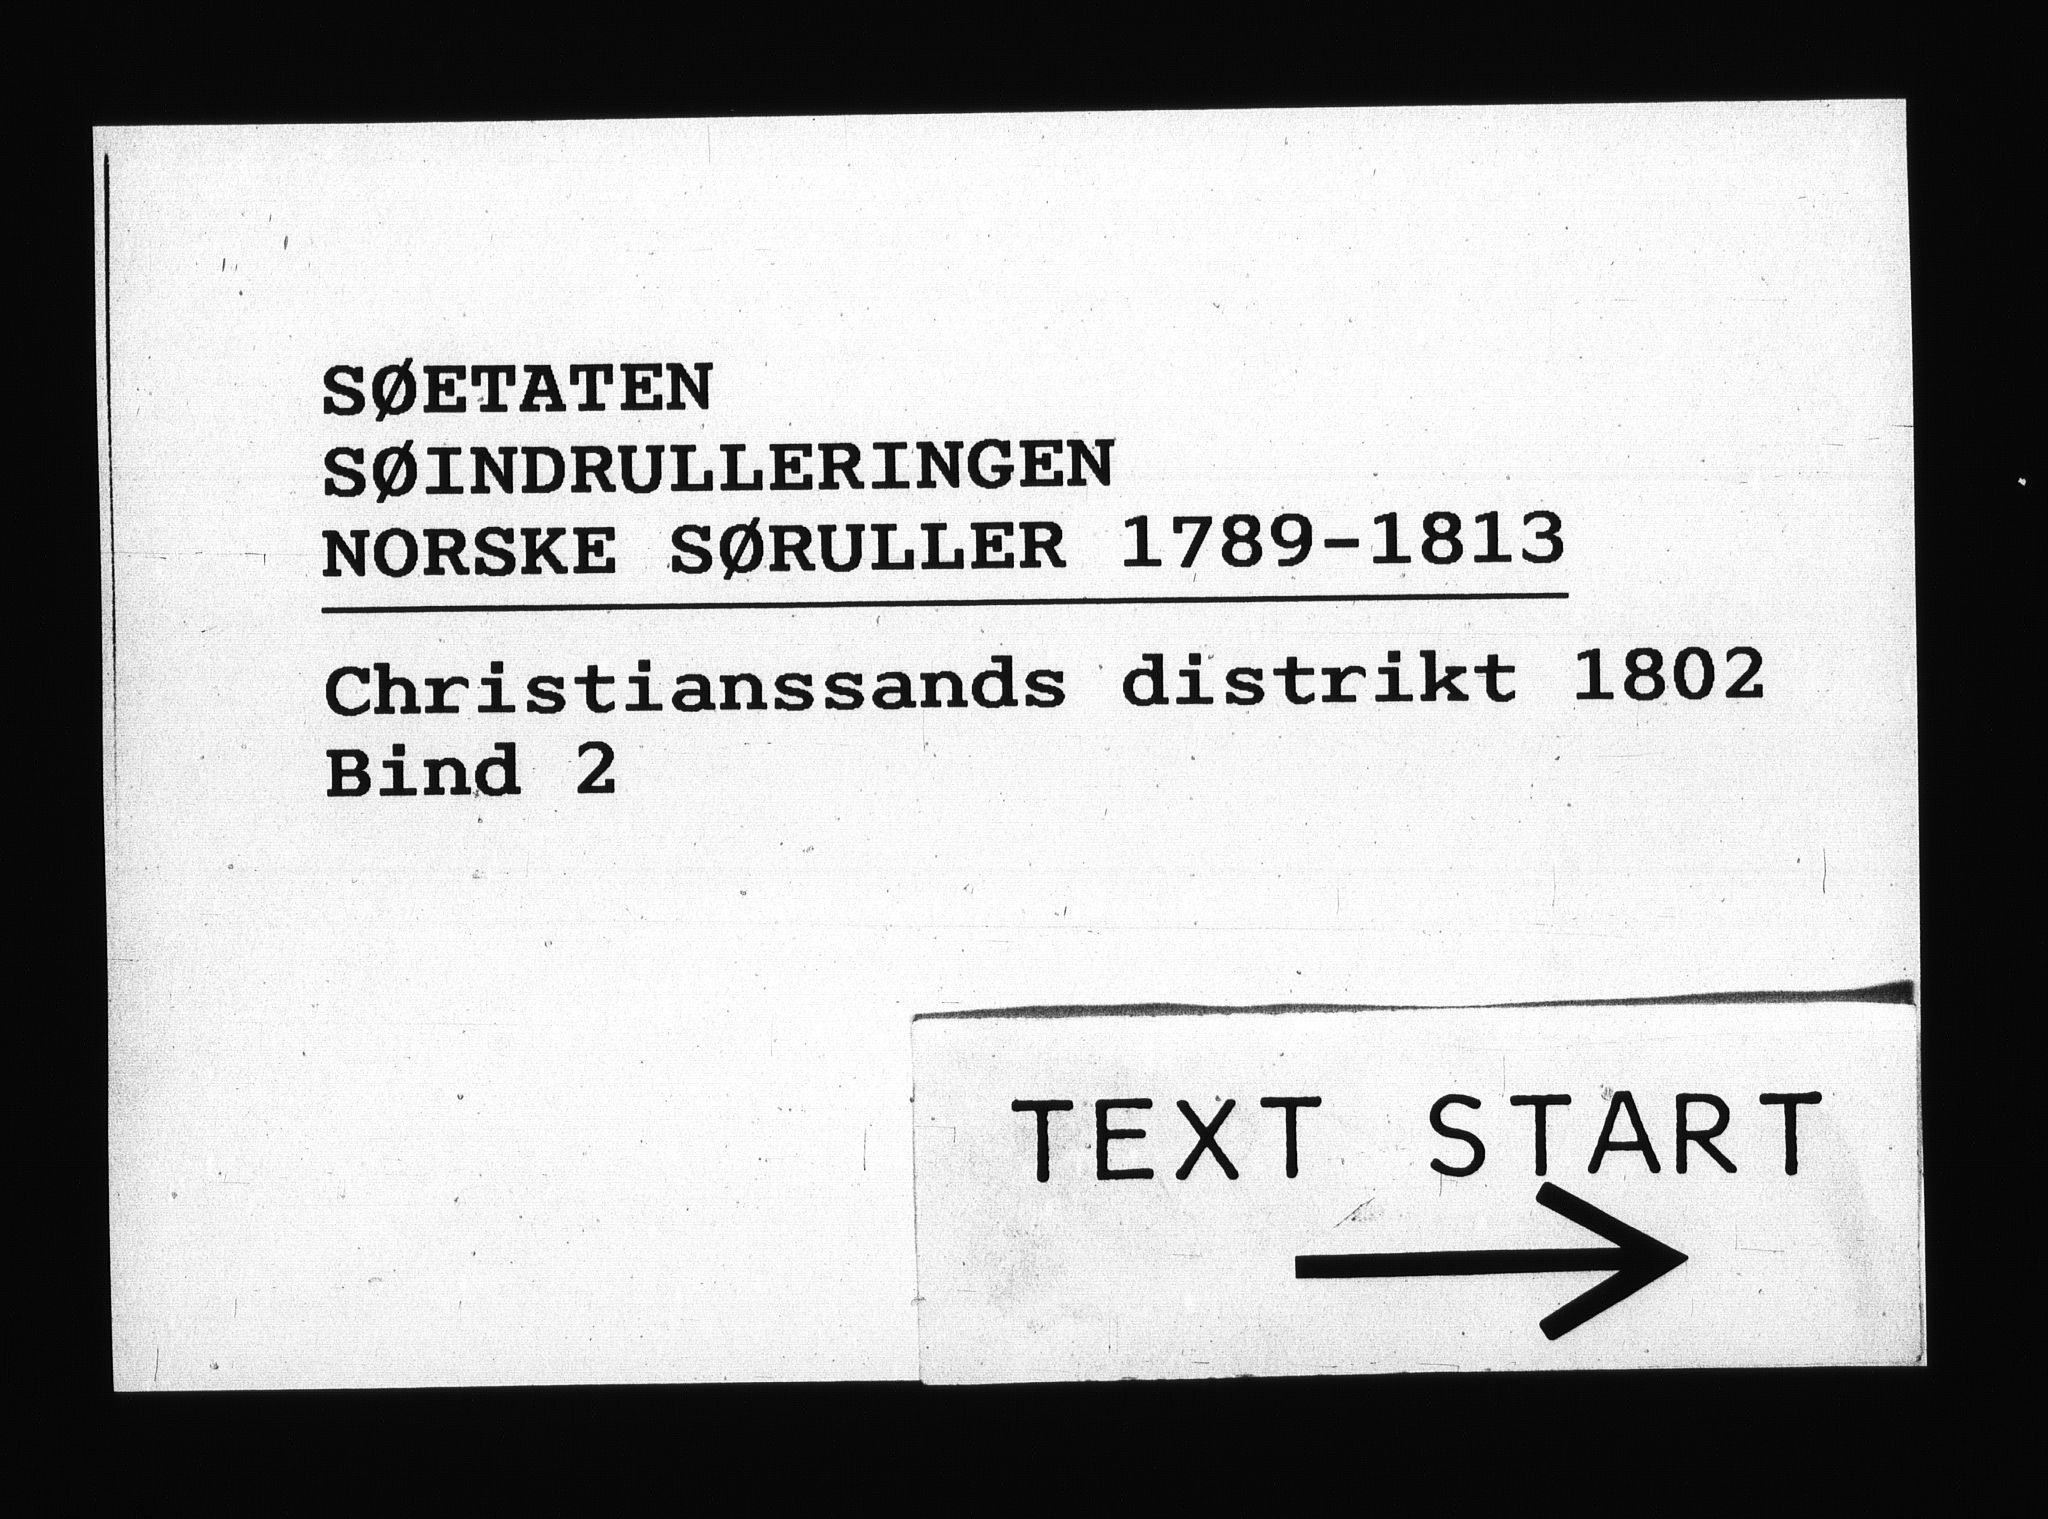 SØETATEN
SØINDRULLERINGEN
NORSKE SØRULLER 1789-1813
Christianssands distrikt 1802
Bind 2
TEXT START